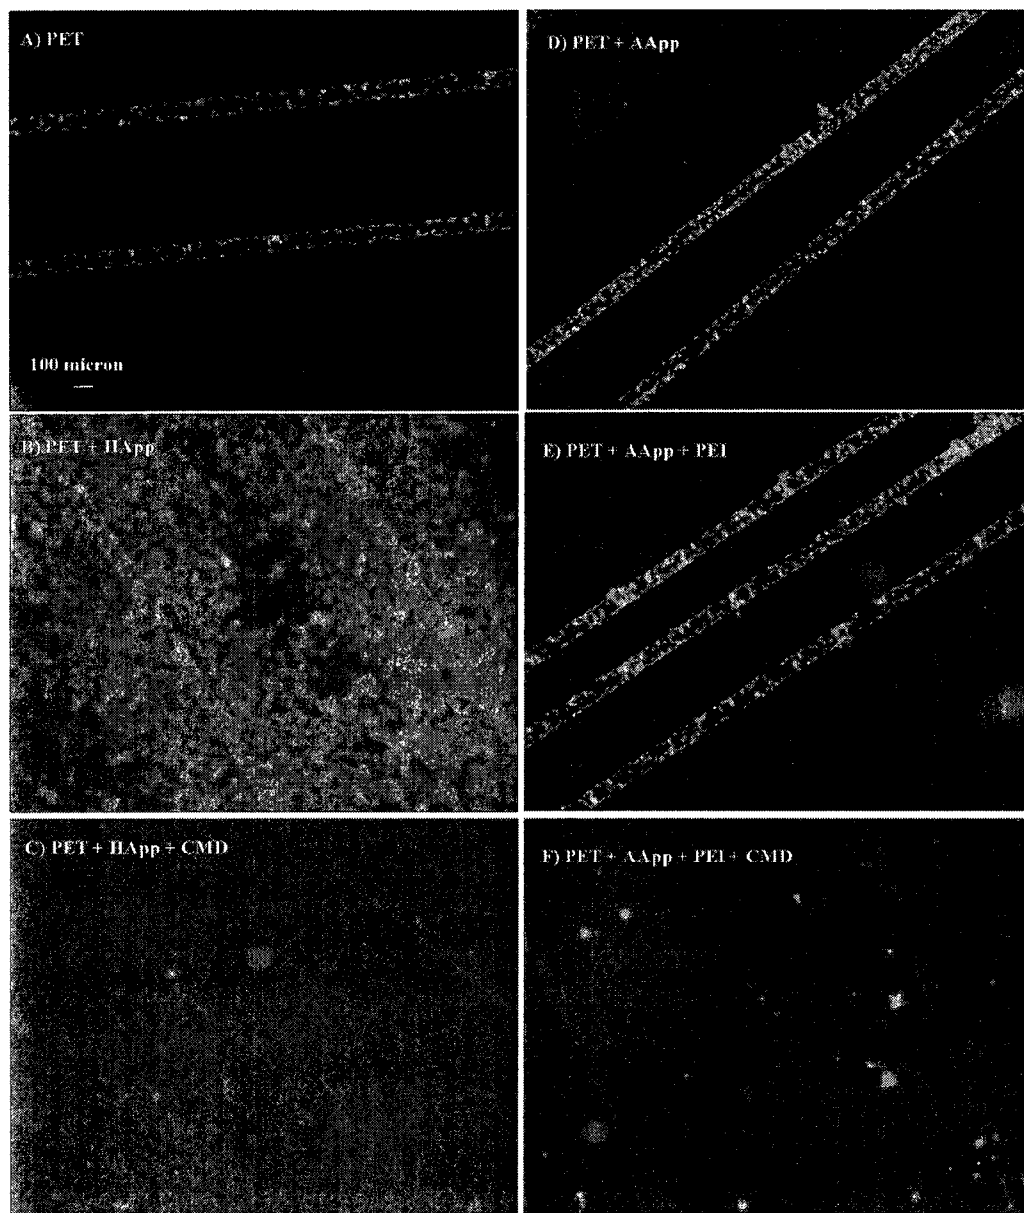 A) PET
D) PET + AApp
100 micron
B) PET + HApp
E) PET + AApp + PEI
C) PET + HApp + CMD
F) PET + AApp + PEI + CMD